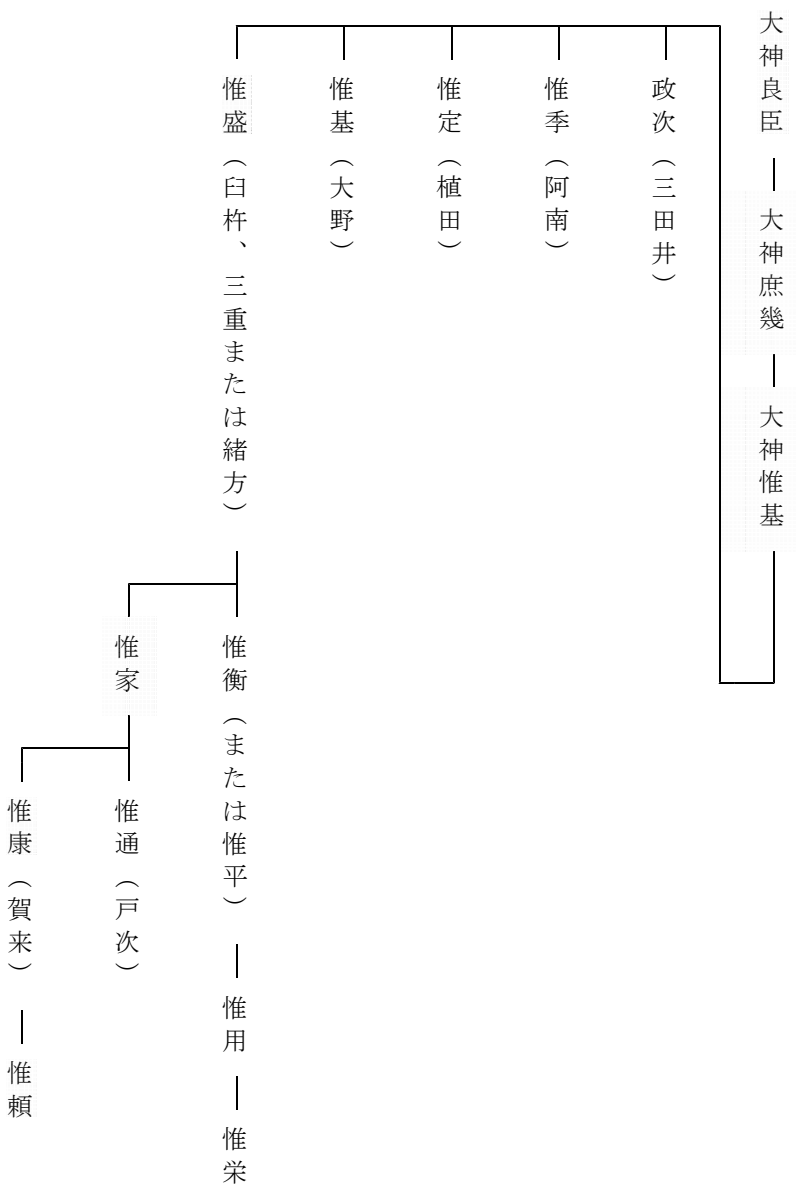 大神良臣
大神庶幾
大神惟基
政次（三田井）
惟季（阿南）
惟定（植田）
惟基（大野）
惟盛（臼杵、三重または緒方）
惟衡（または惟平）
惟用
惟栄
惟家
惟通（戸次）
惟康（賀来）
惟頼